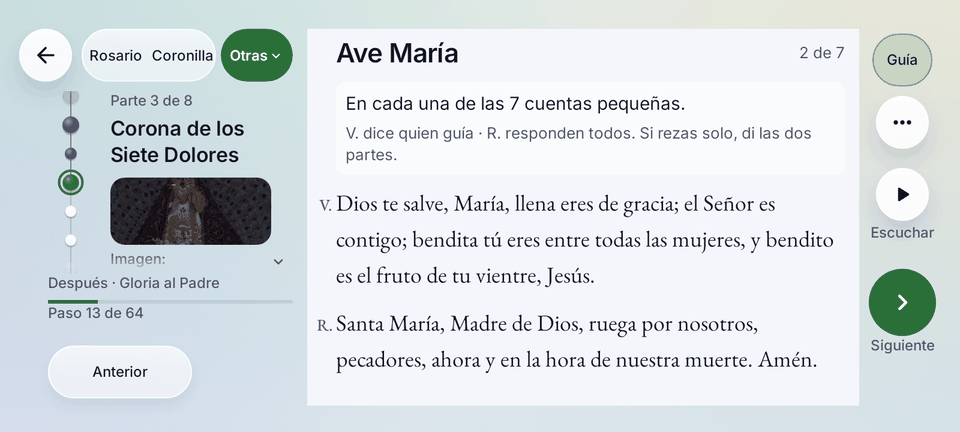 Rosario Coronilla Otras
Parte 3 de 8
Corona de los
Siete Dolores
Imagen:
Después · Gloria al Padre
Paso 13 de 64
Anterior
Ave María
2 de 7
En cada una de las 7 cuentas pequeñas.
V. dice quien guía · R. responden todos. Si rezas solo, di las dos
partes.
V. Dios te salve, María, llena eres de gracia; el Señor es
contigo; bendita tú eres entre todas las mujeres, y bendito
es el fruto de tu vientre, Jesús.
R. Santa María, Madre de Dios, ruega por nosotros,
pecadores, ahora y en la hora de nuestra muerte. Amén.
Guía
Escuchar
Siguiente